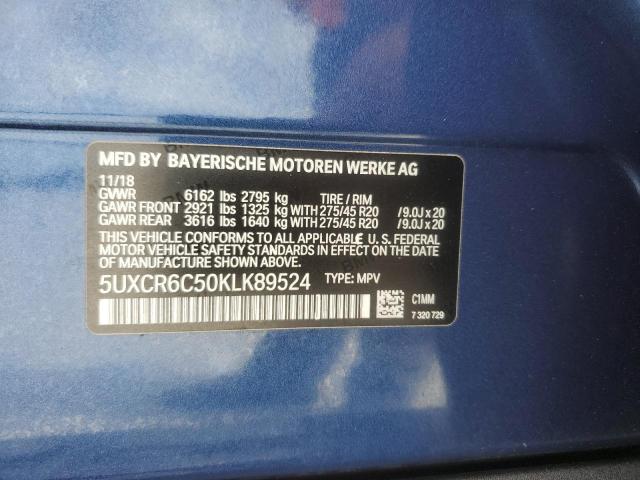 MFD BY BAYERISCHE MOTOREN WERKE AG
11/18
GVWR 6162 lbs 2795 kg TIRE / RIM
GAWR FRONT 2921 lbs 1325 kg WITH 275/45 R20 /9.0J x 20
GAWR REAR 3616 lbs 1640 kg WITH 275/45 R20 /9.0J x 20
THIS VEHICLE CONFORMS TO ALL APPLICABLE U. S. FEDERAL
MOTOR VEHICLE SAFETY STANDARDS IN EFFECT ON THE
DATE OF MANUFACTURE SHOWN ABOVE.
5UXCR6C50KLK89524 TYPE: MPV
C1MM
7 320 729